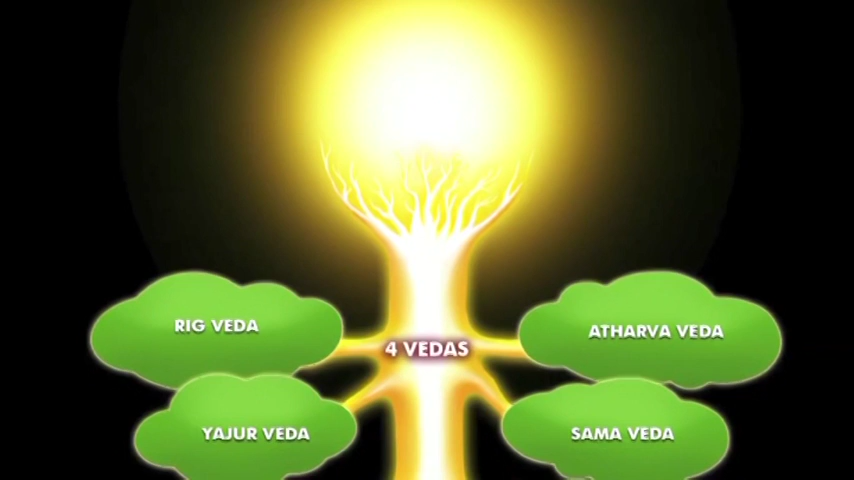 RIG VEDA
ATHARVA VEDA
4 VEDAS
YAJUR VEDA
SAMA VEDA